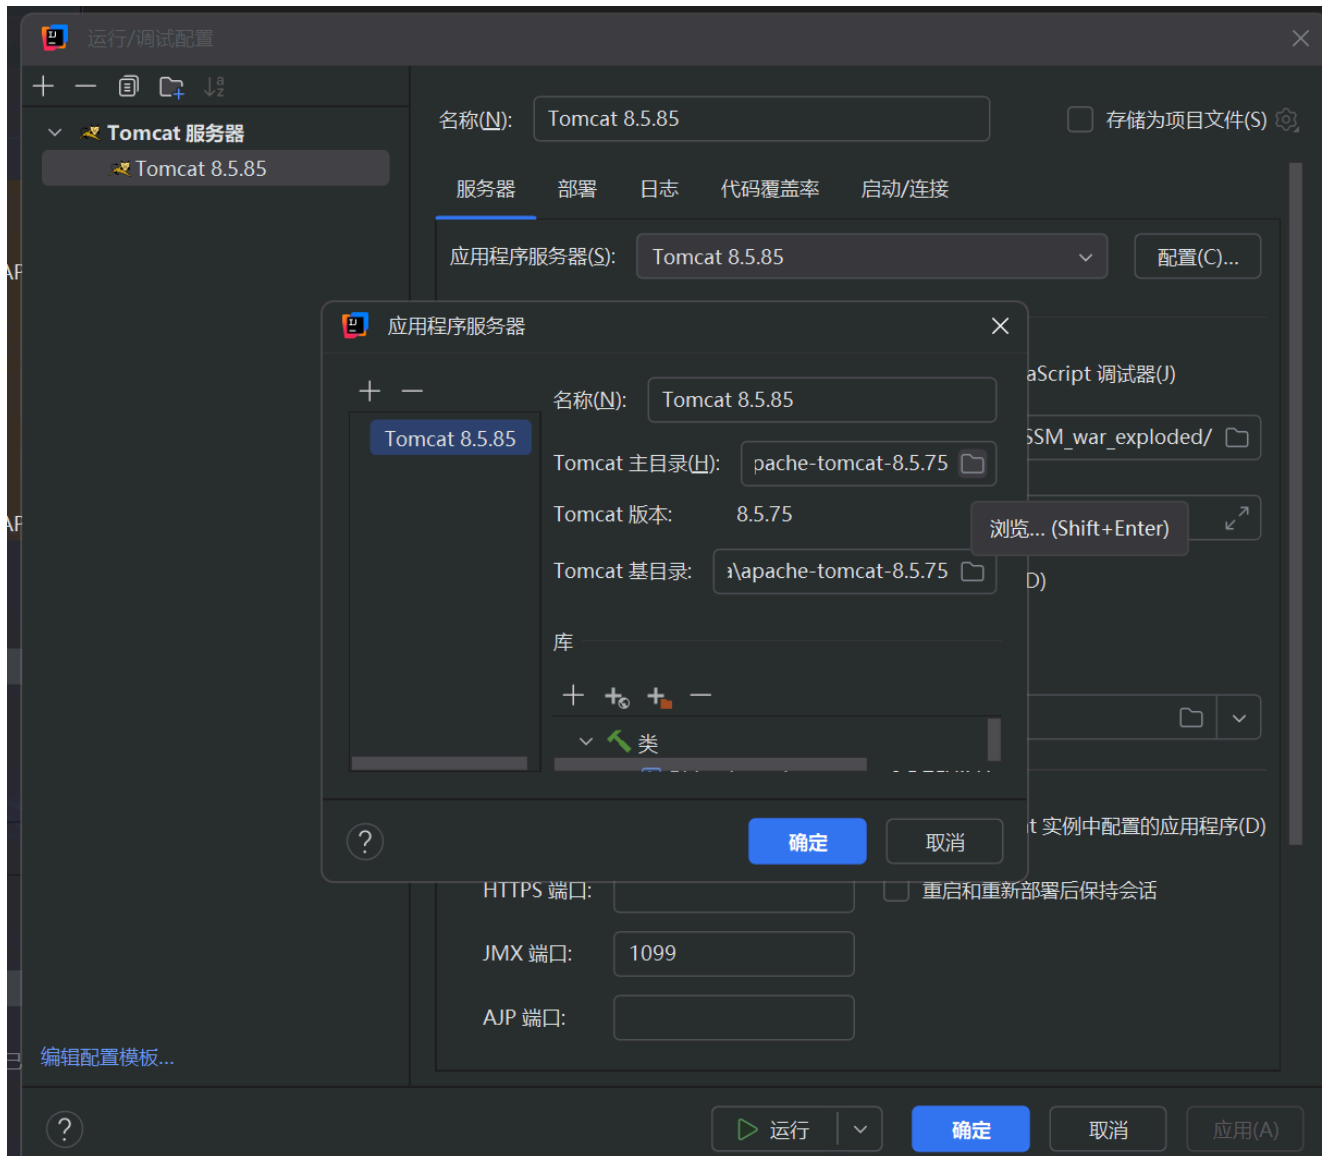 运行/调试配置
Tomcat 服务器
Tomcat 8.5.85
名称(N):
Tomcat 8.5.85
存储为项目文件(S)
服务器 部署 日志 代码覆盖率 启动/连接
应用程序服务器(S):
Tomcat 8.5.85
配置(C)...
应用程序服务器
Tomcat 8.5.85
名称(N):
Tomcat 8.5.85
Tomcat 主目录(H):
pache-tomcat-8.5.75
Tomcat 版本:
8.5.75
浏览... (Shift+Enter)
Tomcat 基目录:
a\apache-tomcat-8.5.75
库
类
?
确定
取消
aScript 调试器(J)
SSM_war_exploded/
D)
t 实例中配置的应用程序(D)
HTTPS 端口:
重启和重新部署后保持会话
JMX 端口:
1099
AJP 端口:
编辑配置模板...
?
运行
确定
取消
应用(A)